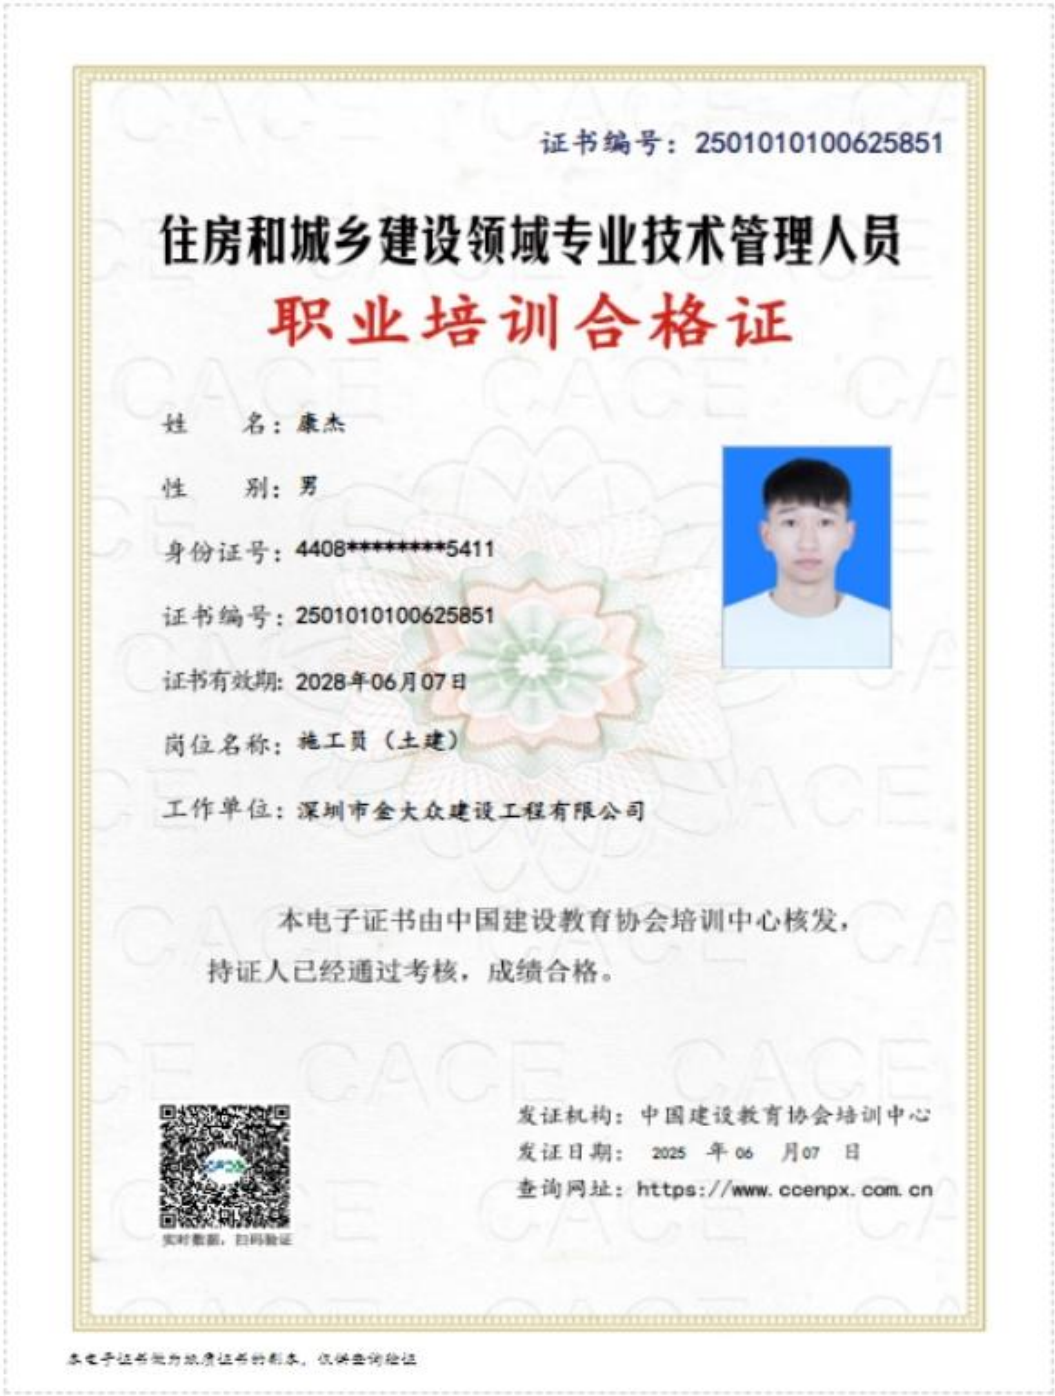 证书编号：2501010100625851
住房和城乡建设领域专业技术管理人员
职业培训合格证
姓 名：康杰
性 别：男
身份证号：4408********5411
证书编号：2501010100625851
证书有效期：2028年06月07日
岗位名称：施工员（土建）
工作单位：深圳市金大众建设工程有限公司
本电子证书由中国建设教育协会培训中心核发，
持证人已经通过考核，成绩合格。
发证机构：中国建设教育协会培训中心
发证日期： 2025 年 06 月 07 日
查询网址：https://www.ccenpx.com.cn
实时数据，扫码验证
本电子证书做为纸质证书的副本，仅供查询验证